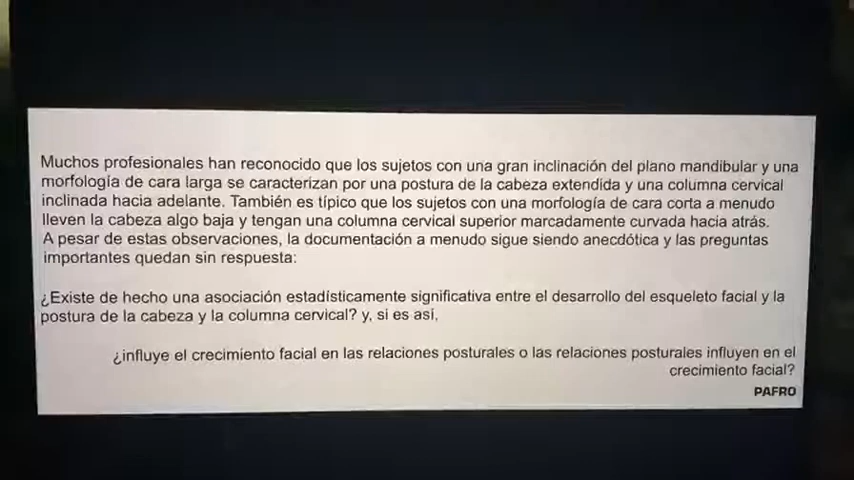 Muchos profesionales han reconocido que los sujetos con una gran inclinación del plano mandibular y una
morfología de cara larga se caracterizan por una postura de la cabeza extendida y una columna cervical
inclinada hacia adelante. También es típico que los sujetos con una morfología de cara corta a menudo
lleven la cabeza algo baja y tengan una columna cervical superior marcadamente curvada hacia atrás.
A pesar de estas observaciones, la documentación a menudo sigue siendo anecdótica y las preguntas
importantes quedan sin respuesta:
¿Existe de hecho una asociación estadísticamente significativa entre el desarrollo del esqueleto facial y la
postura de la cabeza y la columna cervical? y, si es así,
¿influye el crecimiento facial en las relaciones posturales o las relaciones posturales influyen en el
crecimiento facial?
PAFRO